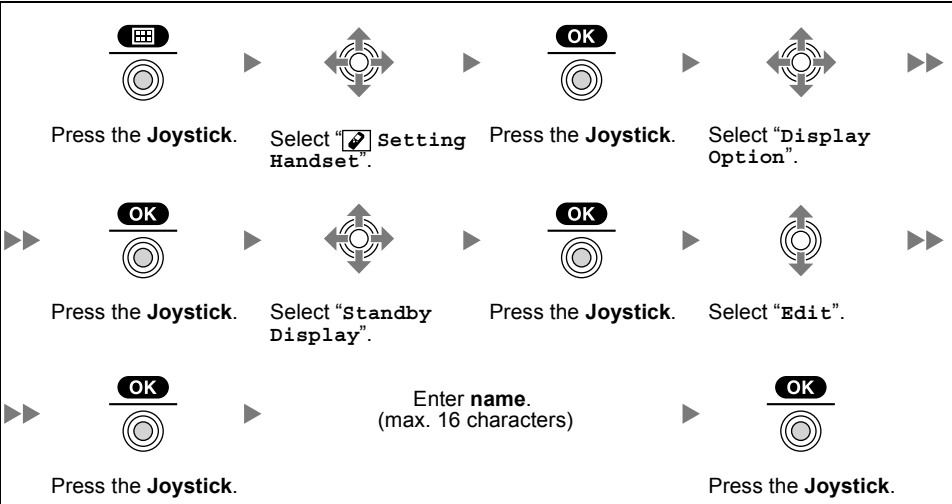 OK
Press the Joystick.
Select “Setting
Handset”.
Press the Joystick.
Select “Display
Option”.
OK
OK
Press the Joystick.
Select “Standby
Display”.
Press the Joystick.
Select “Edit”.
OK
Enter name.
(max. 16 characters)
OK
Press the Joystick.
Press the Joystick.